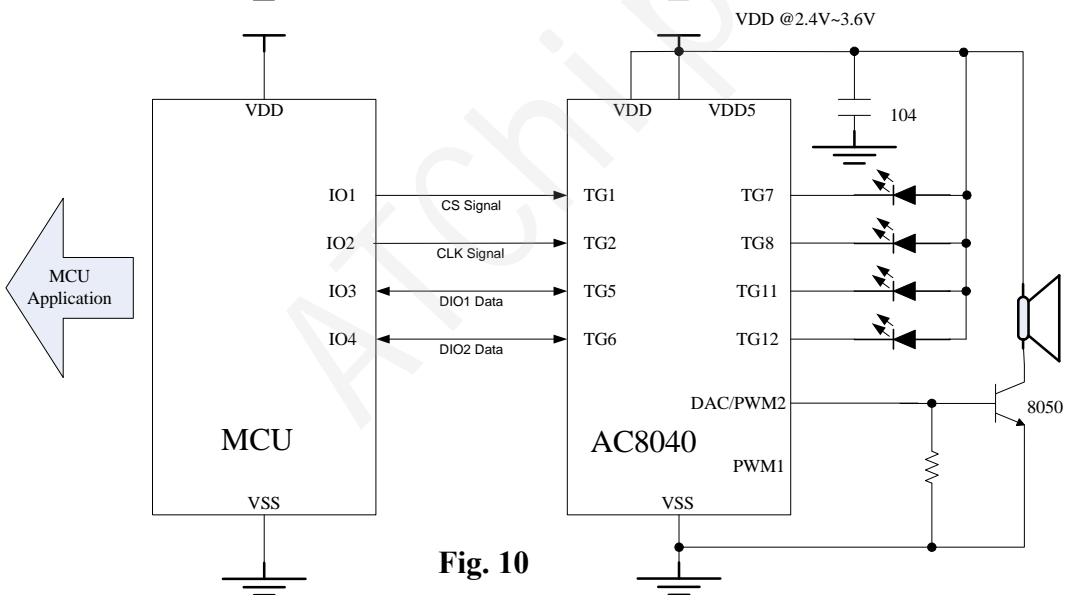 VDD @2.4V~3.6V
VDD
VDD
VDD5
104
IO1
CS Signal
TG1
TG7
IO2
CLK Signal
TG2
TG8
MCU
Application
IO3
DIO1 Data
TG5
TG11
IO4
DIO2 Data
TG6
TG12
DAC/PWM2
8050
MCU
AC8040
PWM1
VSS
VSS
Fig. 10
ATChip